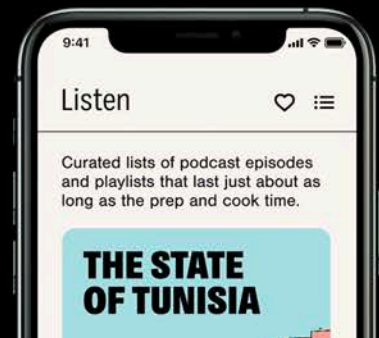 9:41
Listen
Curated lists of podcast episodes
and playlists that last just about as
long as the prep and cook time.
THE STATE
OF TUNISIA